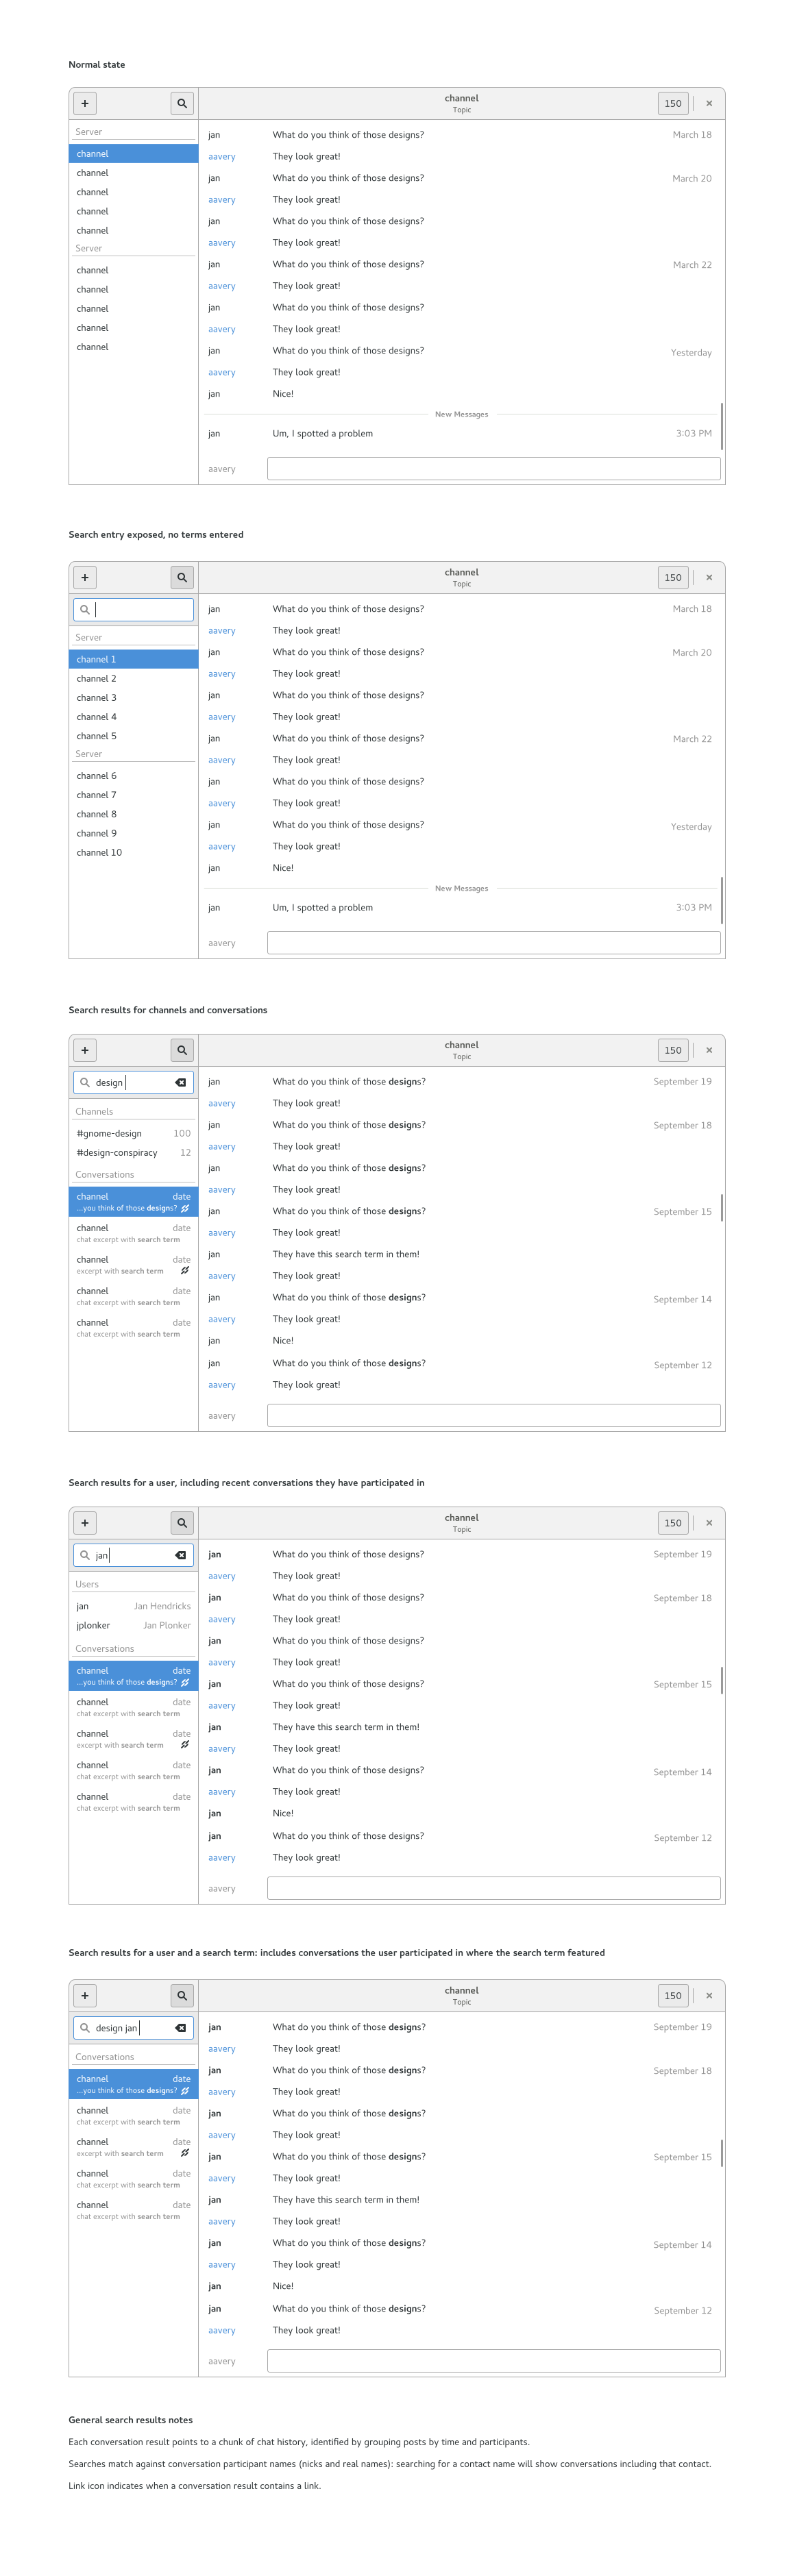 Normal state
+ channel 150 ×
Topic
Server
channel
channel
channel
channel
channel
Server
channel
channel
channel
channel
channel
jan What do you think of those designs? March 18
aavery They look great!
jan What do you think of those designs? March 20
aavery They look great!
jan What do you think of those designs?
aavery They look great!
jan What do you think of those designs? March 22
aavery They look great!
jan What do you think of those designs?
aavery They look great!
jan What do you think of those designs? Yesterday
aavery They look great!
jan Nice!
New Messages
jan Um, I spotted a problem 3:03 PM
aavery
Search entry exposed, no terms entered
+ channel 150 ×
Topic
Server
channel 1
channel 2
channel 3
channel 4
channel 5
Server
channel 6
channel 7
channel 8
channel 9
channel 10
jan What do you think of those designs? March 18
aavery They look great!
jan What do you think of those designs? March 20
aavery They look great!
jan What do you think of those designs?
aavery They look great!
jan What do you think of those designs? March 22
aavery They look great!
jan What do you think of those designs?
aavery They look great!
jan What do you think of those designs? Yesterday
aavery They look great!
jan Nice!
New Messages
jan Um, I spotted a problem 3:03 PM
aavery
Search results for channels and conversations
+ channel 150 ×
Topic
design
Channels
#gnome-design 100
#design-conspiracy 12
Conversations
channel date
...you think of those designs?
channel date
chat excerpt with search term
channel date
excerpt with search term
channel date
chat excerpt with search term
channel date
chat excerpt with search term
jan What do you think of those designs? September 19
aavery They look great!
jan What do you think of those designs? September 18
aavery They look great!
jan What do you think of those designs?
aavery They look great!
jan What do you think of those designs? September 15
aavery They look great!
jan They have this search term in them!
aavery They look great!
jan What do you think of those designs? September 14
aavery They look great!
jan Nice!
jan What do you think of those designs? September 12
aavery They look great!
aavery
Search results for a user, including recent conversations they have participated in
+ channel 150 ×
Topic
jan
Users
jan Jan Hendricks
jplonker Jan Plonker
Conversations
channel date
...you think of those designs?
channel date
chat excerpt with search term
channel date
excerpt with search term
channel date
chat excerpt with search term
channel date
chat excerpt with search term
jan What do you think of those designs? September 19
aavery They look great!
jan What do you think of those designs? September 18
aavery They look great!
jan What do you think of those designs?
aavery They look great!
jan What do you think of those designs? September 15
aavery They look great!
jan They have this search term in them!
aavery They look great!
jan What do you think of those designs? September 14
aavery They look great!
jan Nice!
jan What do you think of those designs? September 12
aavery They look great!
aavery
Search results for a user and a search term: includes conversations the user participated in where the search term featured
+ channel 150 ×
Topic
design jan
Conversations
channel date
...you think of those designs?
channel date
chat excerpt with search term
channel date
excerpt with search term
channel date
chat excerpt with search term
channel date
chat excerpt with search term
jan What do you think of those designs? September 19
aavery They look great!
jan What do you think of those designs? September 18
aavery They look great!
jan What do you think of those designs?
aavery They look great!
jan What do you think of those designs? September 15
aavery They look great!
jan They have this search term in them!
aavery They look great!
jan What do you think of those designs? September 14
aavery They look great!
jan Nice!
jan What do you think of those designs? September 12
aavery They look great!
aavery
General search results notes
Each conversation result points to a chunk of chat history, identified by grouping posts by time and participants.
Searches match against conversation participant names (nicks and real names): searching for a contact name will show conversations including that contact.
Link icon indicates when a conversation result contains a link.